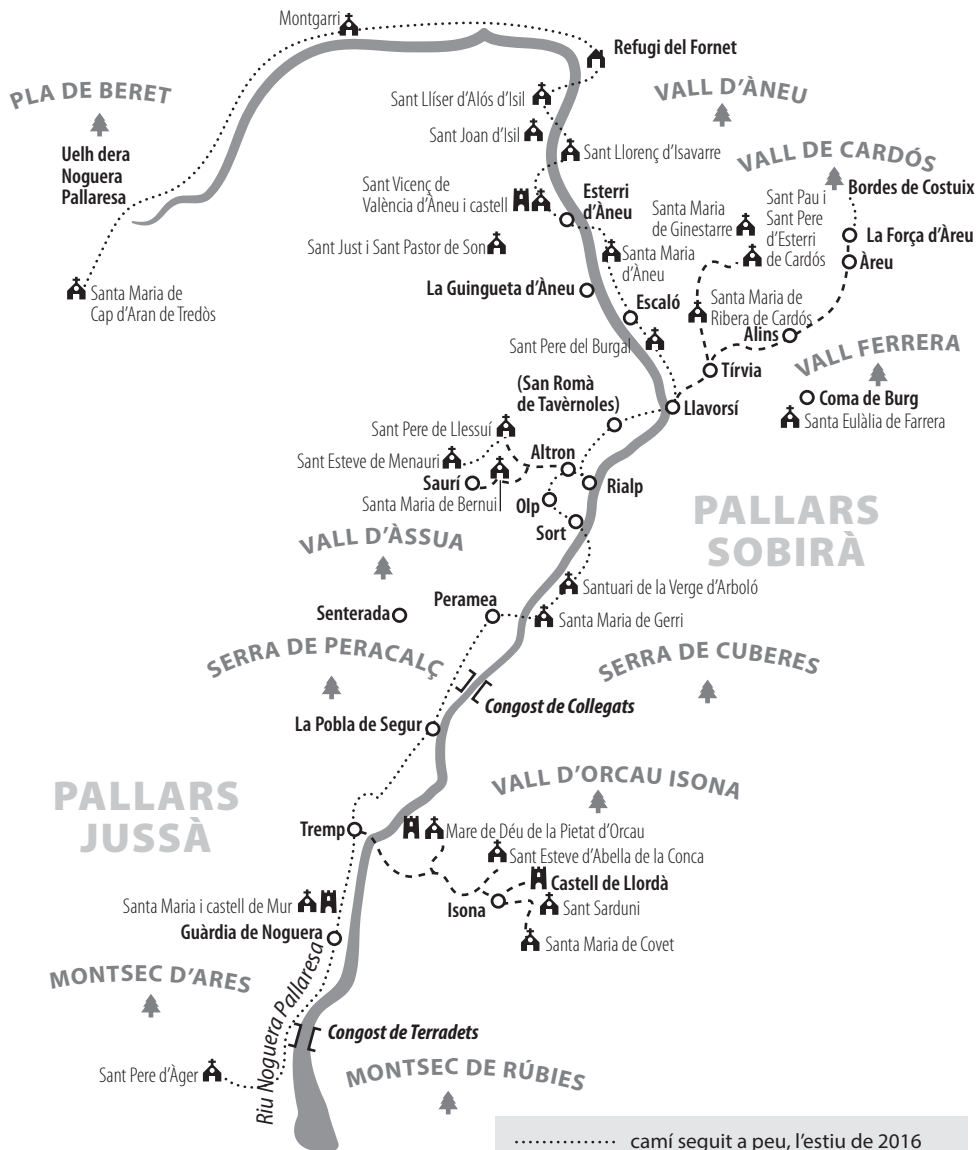 Montgarri
Refugi del Fornet
PLA DE BERET
Uelh dera
Noguera
Pallaresa
Sant Llíser d'Alós d'Isil
VALL D'ÀNEU
Sant Joan d'Isil
Sant Llorenç d'Isavarre
VALL DE CARDÓS
Bordes de Costuix
Sant Vicenç de
València d'Àneu i castell
Esterri
d'Àneu
Santa Maria
de Ginestarre
Sant Pau i
Sant Pere
d'Esterri
de Cardós
La Força d'Àreu
Àreu
Sant Just i Sant Pastor de Son
Santa Maria
d'Àneu
Santa Maria de
Cap d'Aran de Tredòs
La Guingueta d'Àneu
Escaló
Santa Maria de
Ribera de Cardós
Alins
Sant Pere del Burgal
VALL FERRERA
Tírvia
(San Romà
de Tavèrnoles)
Llavorsí
Coma de Burg
Santa Eulàlia de Farrera
Sant Pere de Llessuí
Sant Esteve de Menauri
Altron
Saurí
Santa Maria de Bernui
Rialp
Olp
Sort
PALLARS
SOBIRÀ
VALL D'ÀSSUA
Santuari de la Verge d'Arboló
Senterada
Peramea
Santa Maria de Gerri
SERRA DE PERACALÇ
SERRA DE CUBERES
Congost de Collegats
La Pobla de Segur
PALLARS
JUSSÀ
VALL D'ORCAU ISONA
Tremp
Mare de Déu de la Pietat d'Orcau
Sant Esteve d'Abella de la Conca
Castell de Llordà
Isona
Sant Sarduni
Santa Maria de Covet
Santa Maria i castell de Mur
Guàrdia de Noguera
Riu Noguera Pallaresa
MONTSEC D'ARES
Congost de Terradets
Sant Pere d'Àger
MONTSEC DE RÚBIES
camí seguit a peu, l'estiu de 2016